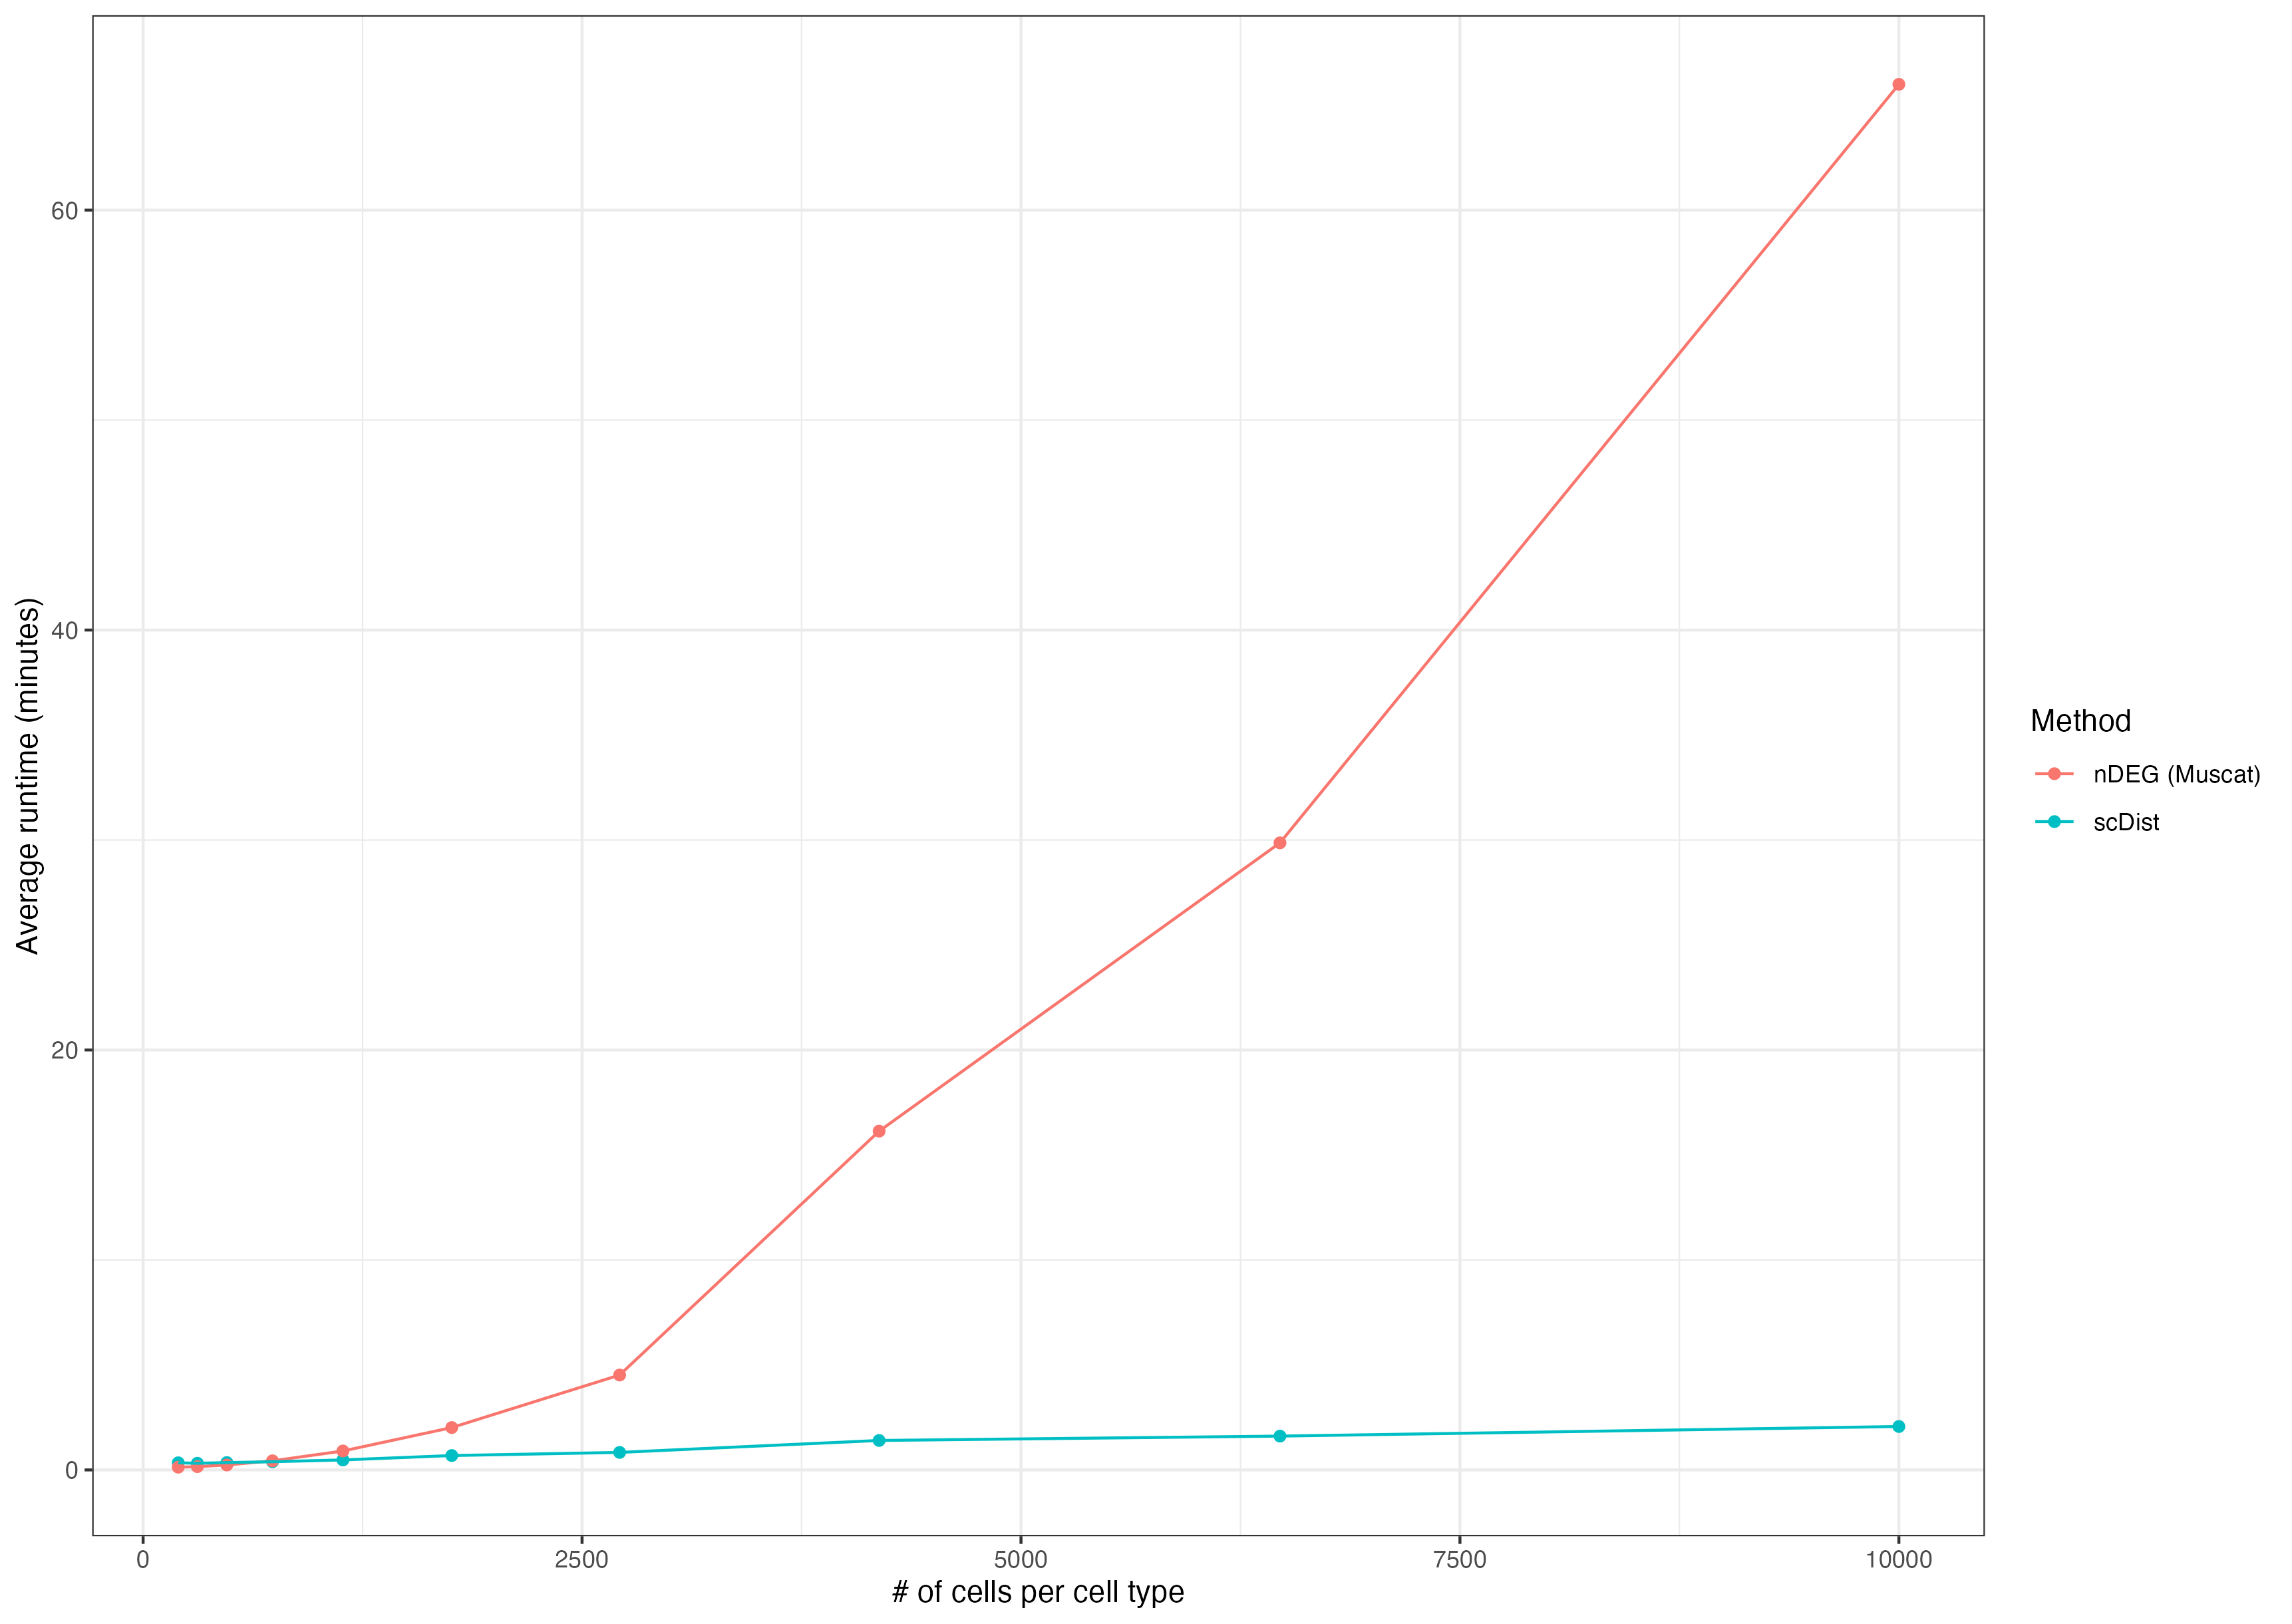 Average runtime (minutes)
60
40
20
0
0 2500 5000 7500 10000
# of cells per cell type
Method
nDEG (Muscat)
scDist